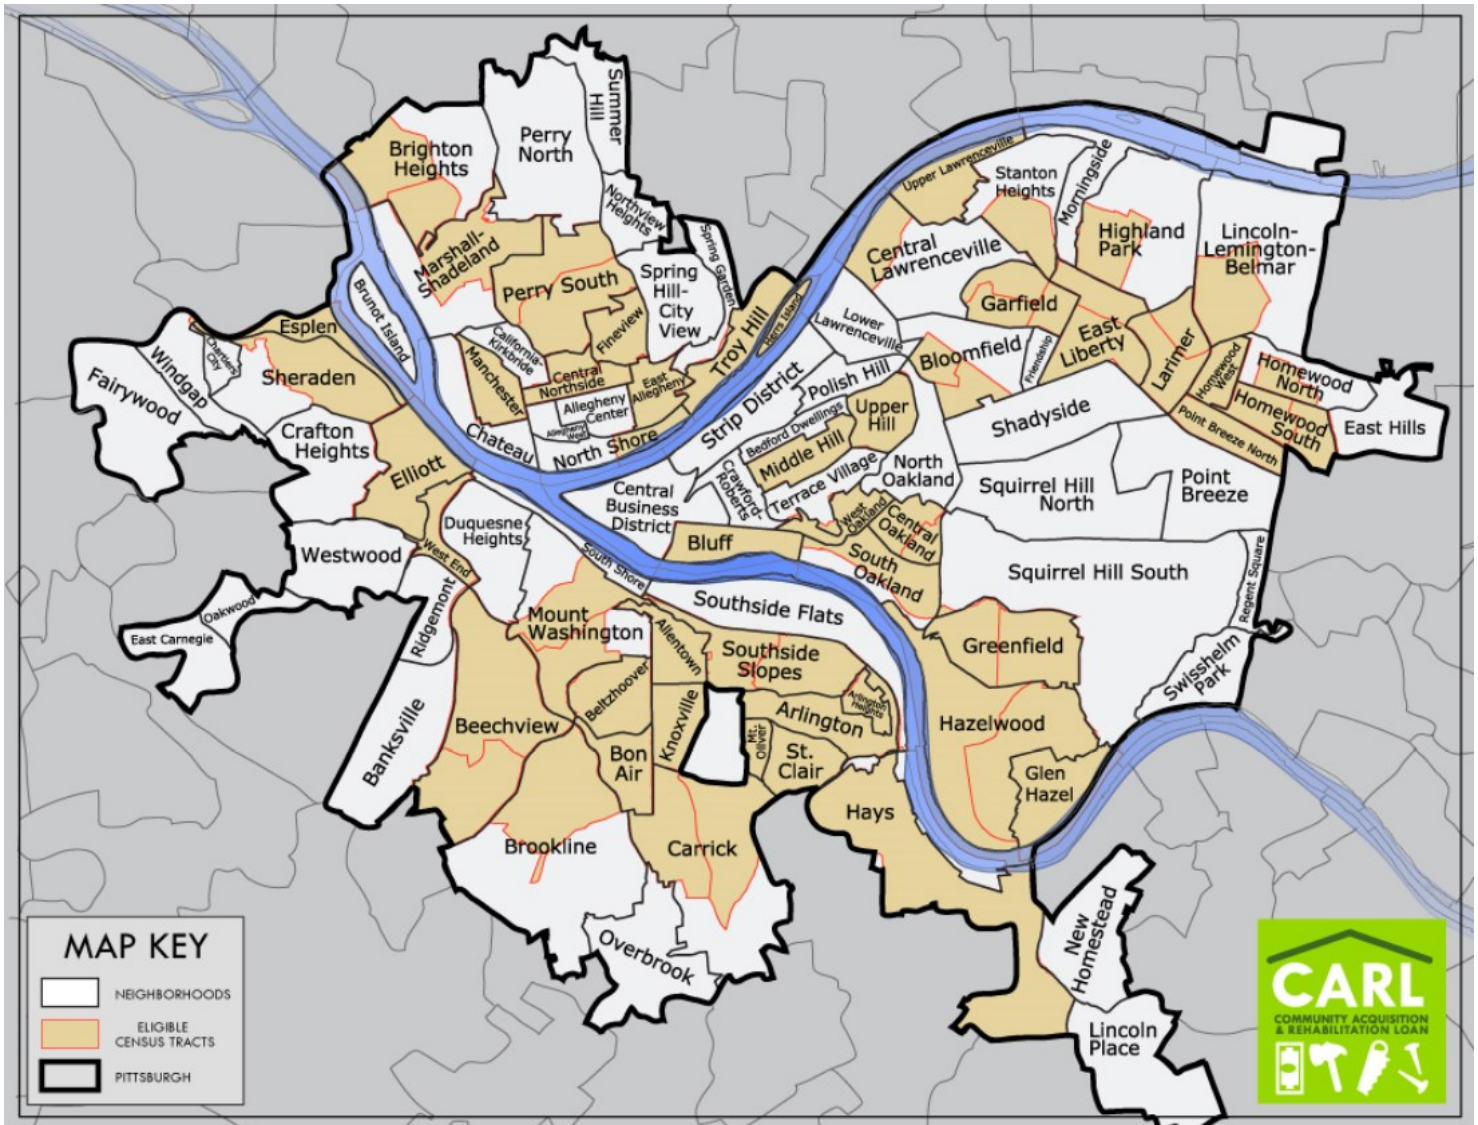 Summer
Hill
Perry
North
Brighton
Heights
Northview
Heights
Marshall-
Shadeland
Perry South
Spring
Hill-
City
View
Spring Garden
Troy Hill
Herrs Island
Fineview
California-
Kirkbride
Central
Northside
Manchester
East
Allegheny
Allegheny
Center
Allegheny
West
Chateau
North Shore
Brunot Island
Esplen
Sheraden
Chartiers
City
Windgap
Fairywood
Crafton
Heights
Elliott
West End
Westwood
Oakwood
East Carnegie
Ridgemont
Banksville
Duquesne
Heights
South Shore
Mount
Washington
Beechview
Beltzhoover
Allentown
Knoxville
Bon
Air
Brookline
Carrick
Overbrook
Southside Flats
Southside
Slopes
Arlington
Arlington
Heights
Mt.
Oliver
St.
Clair
Hays
New
Homestead
Lincoln
Place
Upper Lawrenceville
Stanton
Heights
Morningside
Highland
Park
Lincoln-
Lemington-
Belmar
Central
Lawrenceville
Lower
Lawrenceville
Garfield
East
Liberty
Larimer
Friendship
Bloomfield
Polish Hill
Strip District
Bedford Dwellings
Upper
Hill
Middle Hill
Crawford-
Roberts
Terrace Village
North
Oakland
West
Oakland
Central
Oakland
South
Oakland
Central
Business
District
Bluff
Shadyside
Homewood
West
Homewood
North
Homewood
South
Point Breeze North
East Hills
Squirrel Hill
North
Point
Breeze
Squirrel Hill South
Regent Square
Swisshelm
Park
Greenfield
Hazelwood
Glen
Hazel
MAP KEY
NEIGHBORHOODS
ELIGIBLE
CENSUS TRACTS
PITTSBURGH
CARL
COMMUNITY ACQUISITION
& REHABILITATION LOAN